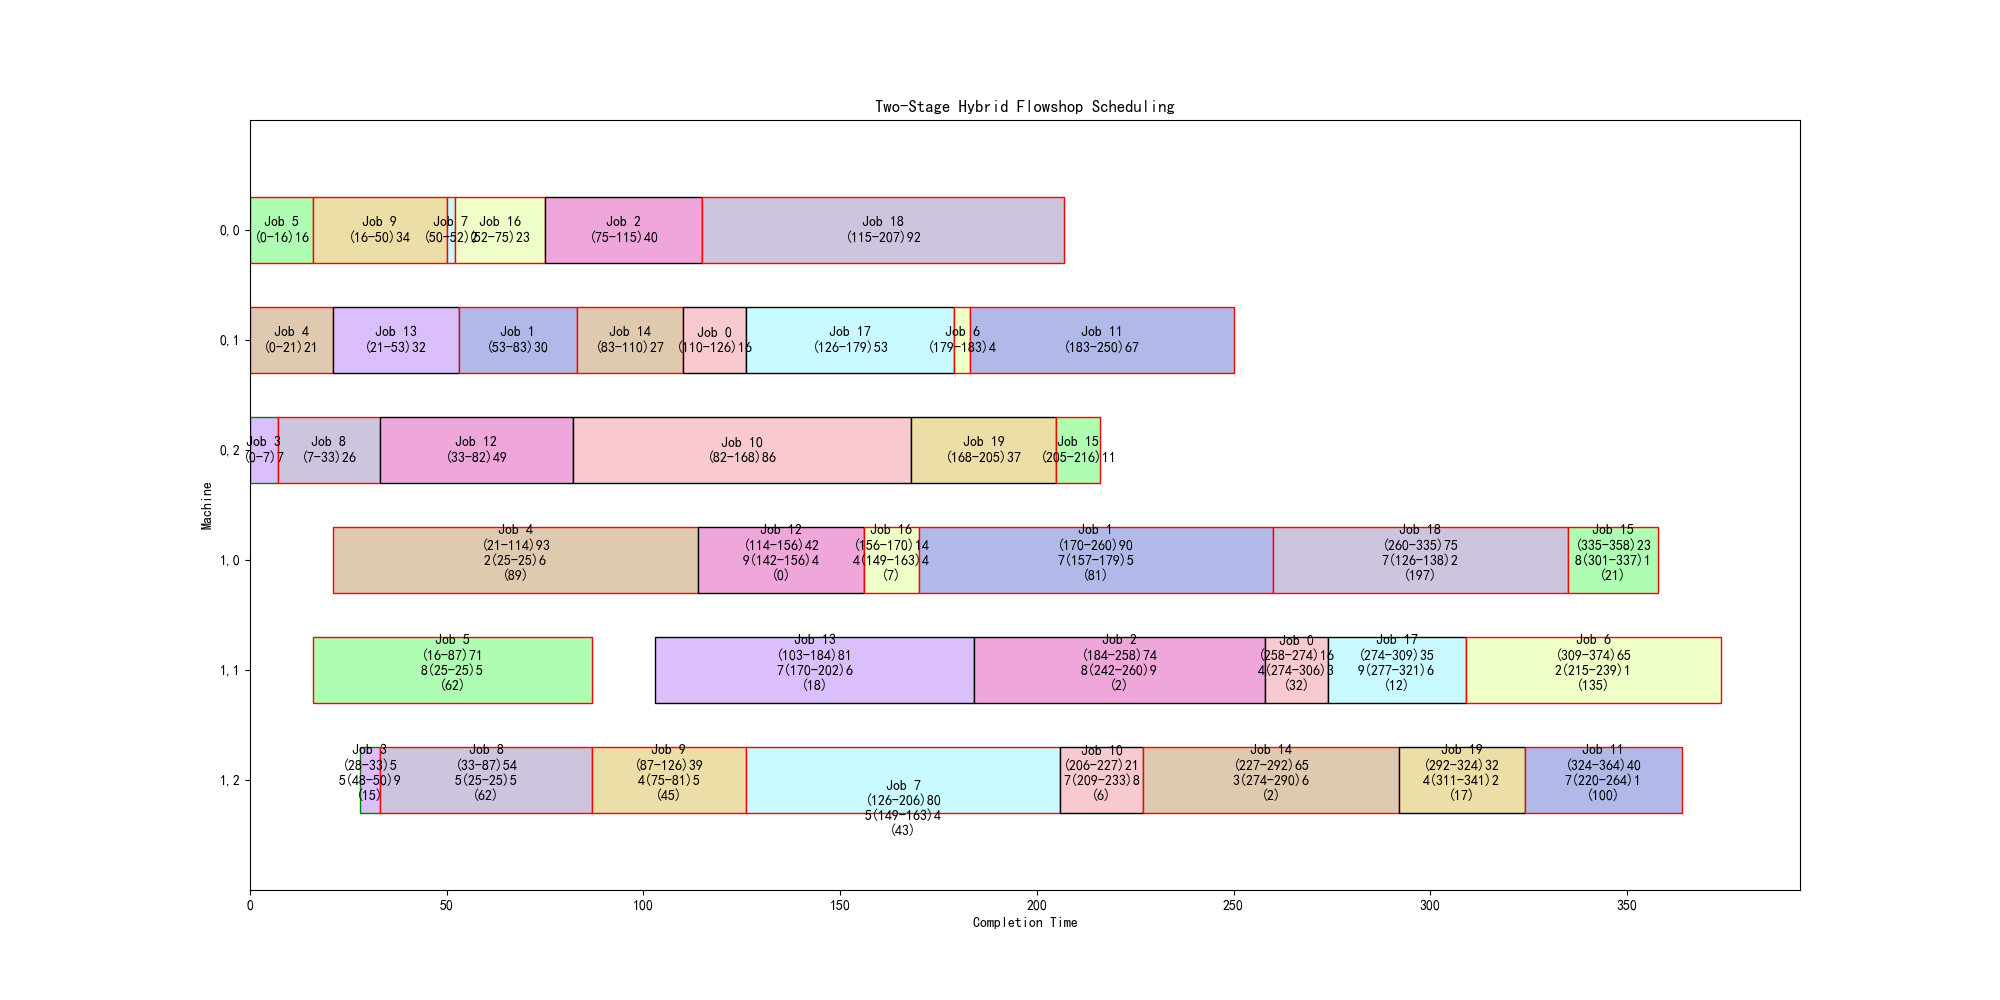 Two-Stage Hybrid Flowshop Scheduling
Machine
0,0
Job 5
(0-16)16
Job 9
(16-50)34
Job 7
(50-52)2
Job 16
(52-75)23
Job 2
(75-115)40
Job 18
(115-207)92
0,1
Job 4
(0-21)21
Job 13
(21-53)32
Job 1
(53-83)30
Job 14
(83-110)27
Job 0
(110-126)16
Job 17
(126-179)53
Job 6
(179-183)4
Job 11
(183-250)67
0,2
Job 3
(0-7)7
Job 8
(7-33)26
Job 12
(33-82)49
Job 10
(82-168)86
Job 19
(168-205)37
Job 15
(205-216)11
1,0
Job 4
(21-114)93
2(25-25)6
(89)
Job 12
(114-156)42
9(142-156)4
(0)
Job 16
(156-170)14
4(149-163)4
(7)
Job 1
(170-260)90
7(157-179)5
(81)
Job 18
(260-335)75
7(126-138)2
(197)
Job 15
(335-358)23
8(301-337)1
(21)
1,1
Job 5
(16-87)71
8(25-25)5
(62)
Job 13
(103-184)81
7(170-202)6
(18)
Job 2
(184-258)74
8(242-260)9
(2)
Job 0
(258-274)16
4(274-306)3
(32)
Job 17
(274-309)35
9(277-321)6
(12)
Job 6
(309-374)65
2(215-239)1
(135)
1,2
Job 3
(28-33)5
5(48-50)9
(15)
Job 8
(33-87)54
5(25-25)5
(62)
Job 9
(87-126)39
4(75-81)5
(45)
Job 7
(126-206)80
5(149-163)4
(43)
Job 10
(206-227)21
7(209-233)8
(6)
Job 14
(227-292)65
3(274-290)6
(2)
Job 19
(292-324)32
4(311-341)2
(17)
Job 11
(324-364)40
7(220-264)1
(100)
0
50
100
150
200
250
300
350
Completion Time